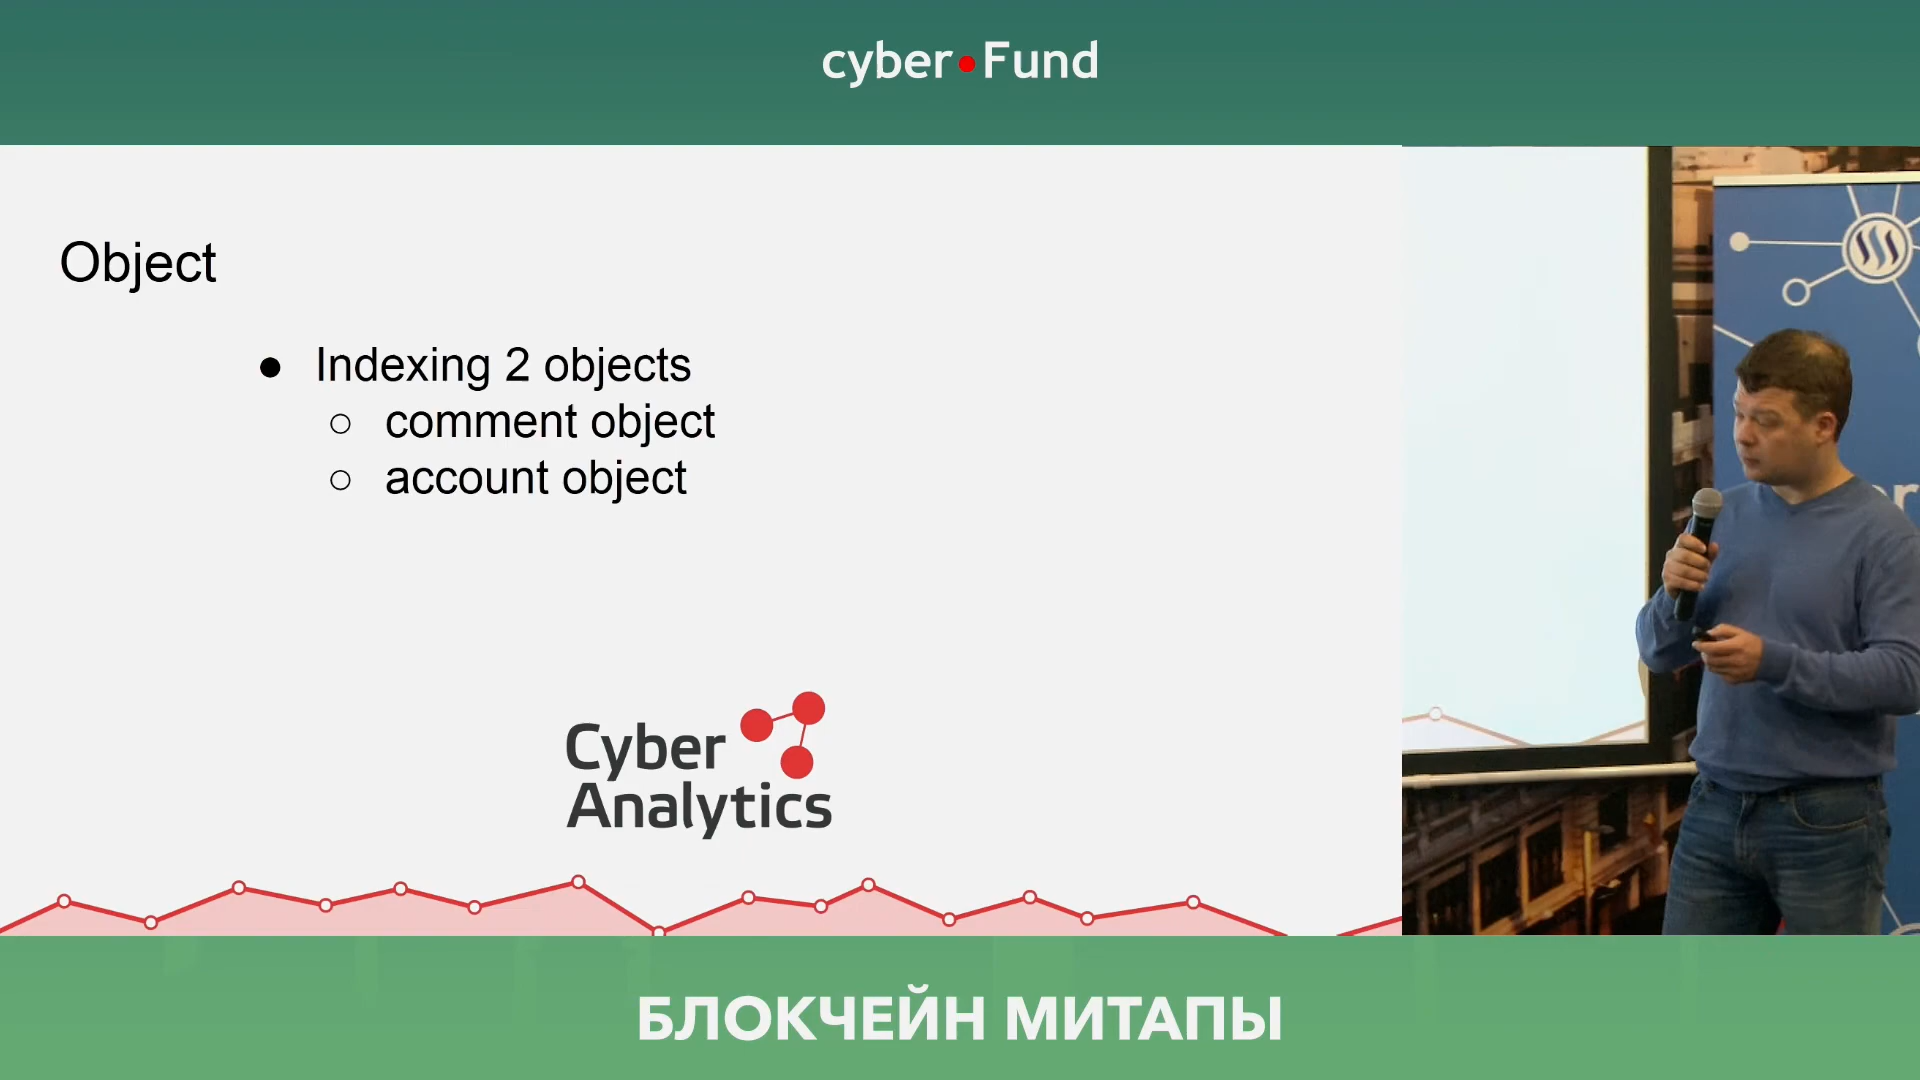 cyber•Fund
Object
● Indexing 2 objects
○ comment object
○ account object
Cyber
Analytics
БЛОКЧЕЙН МИТАПЫ